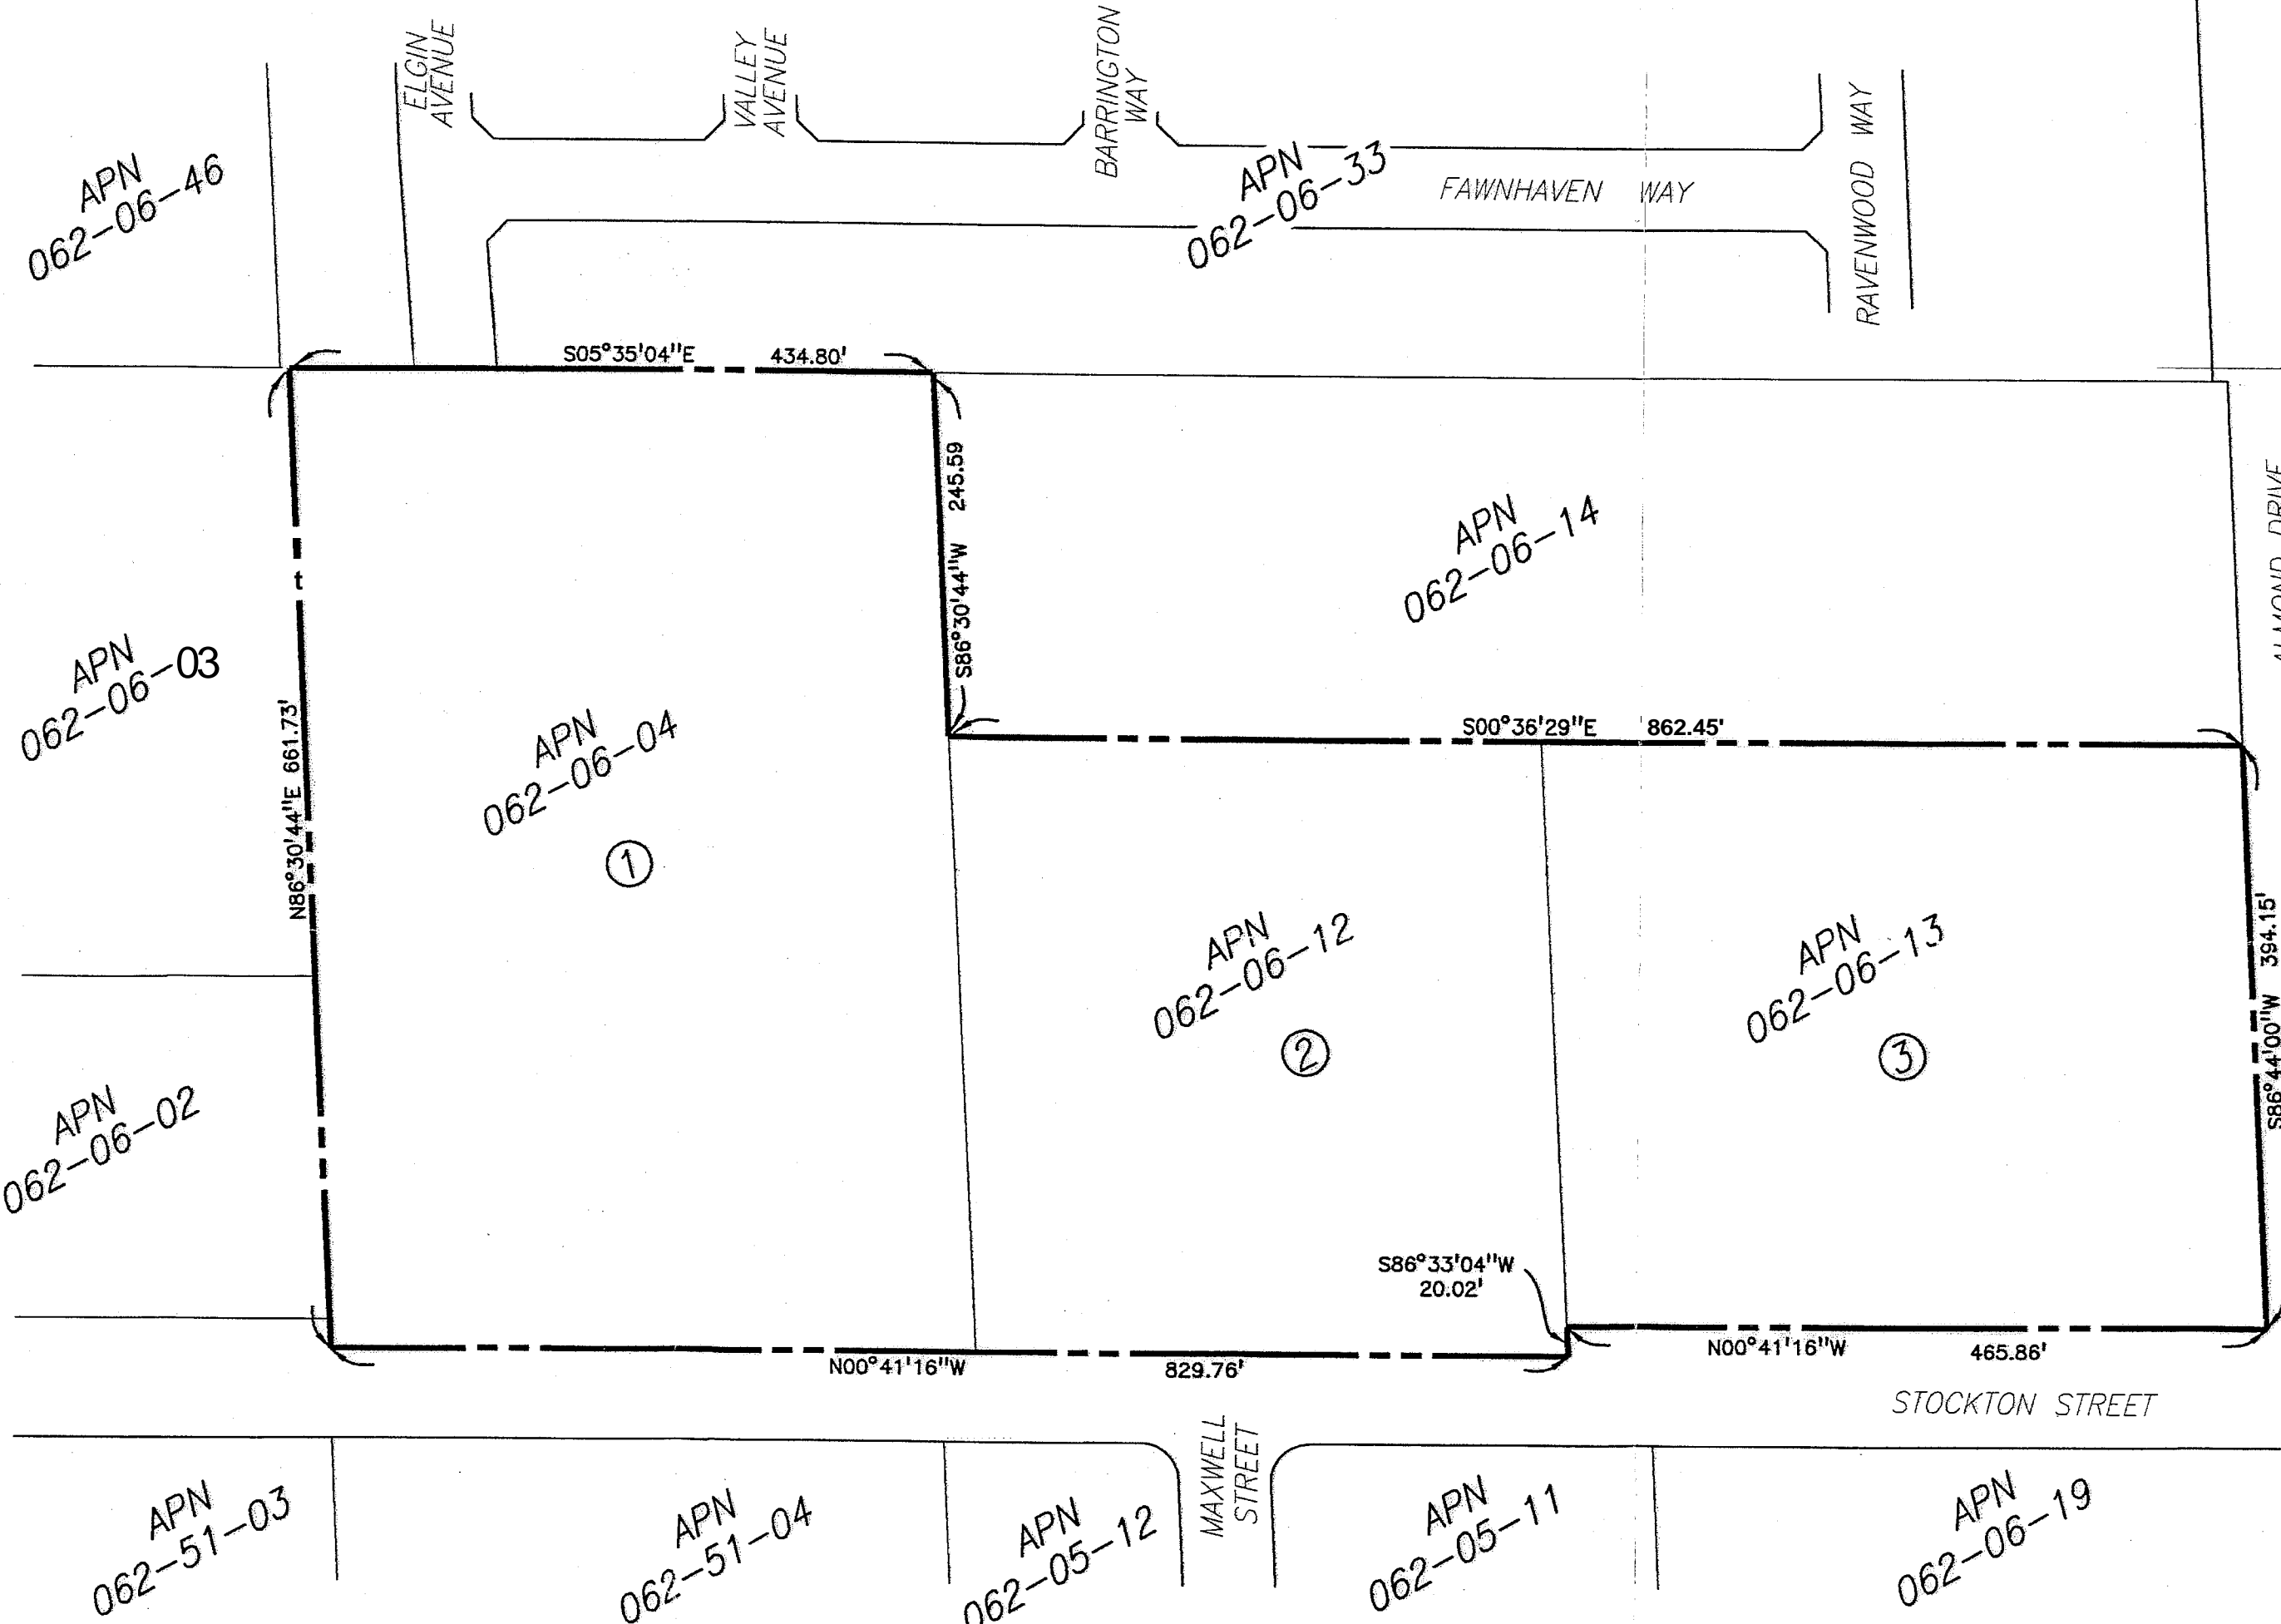 ELGIN
AVENUE
VALLEY
AVENUE
BARRINGTON
WAY
RAVENWOOD WAY
APN
062-06-46
APN
062-06-33
FAWNHAVEN WAY
S05°35'04"E 434.80'
S86°30'44"W 245.59
APN
062-06-14
ALMOND DRIVE
APN
062-06-03
N86°30'44"E 661.73'
t
APN
062-06-04
1
S00°36'29"E 862.45'
APN
062-06-12
2
APN
062-06-13
3
S86°44'00"W 394.15'
APN
062-06-02
S86°33'04"W
20.02'
N00°41'16"W 829.76'
N00°41'16"W 465.86'
STOCKTON STREET
MAXWELL
STREET
APN
062-51-03
APN
062-51-04
APN
062-05-12
APN
062-05-11
APN
062-06-19